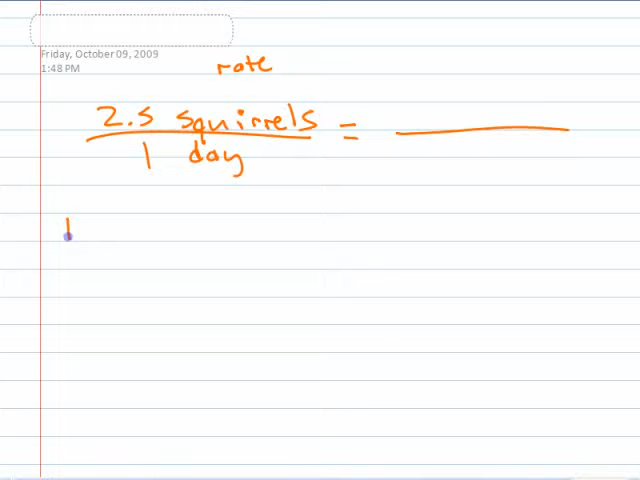 Friday, October 09, 2009
1:48 PM
rate
2.5 squirrels =
1 day